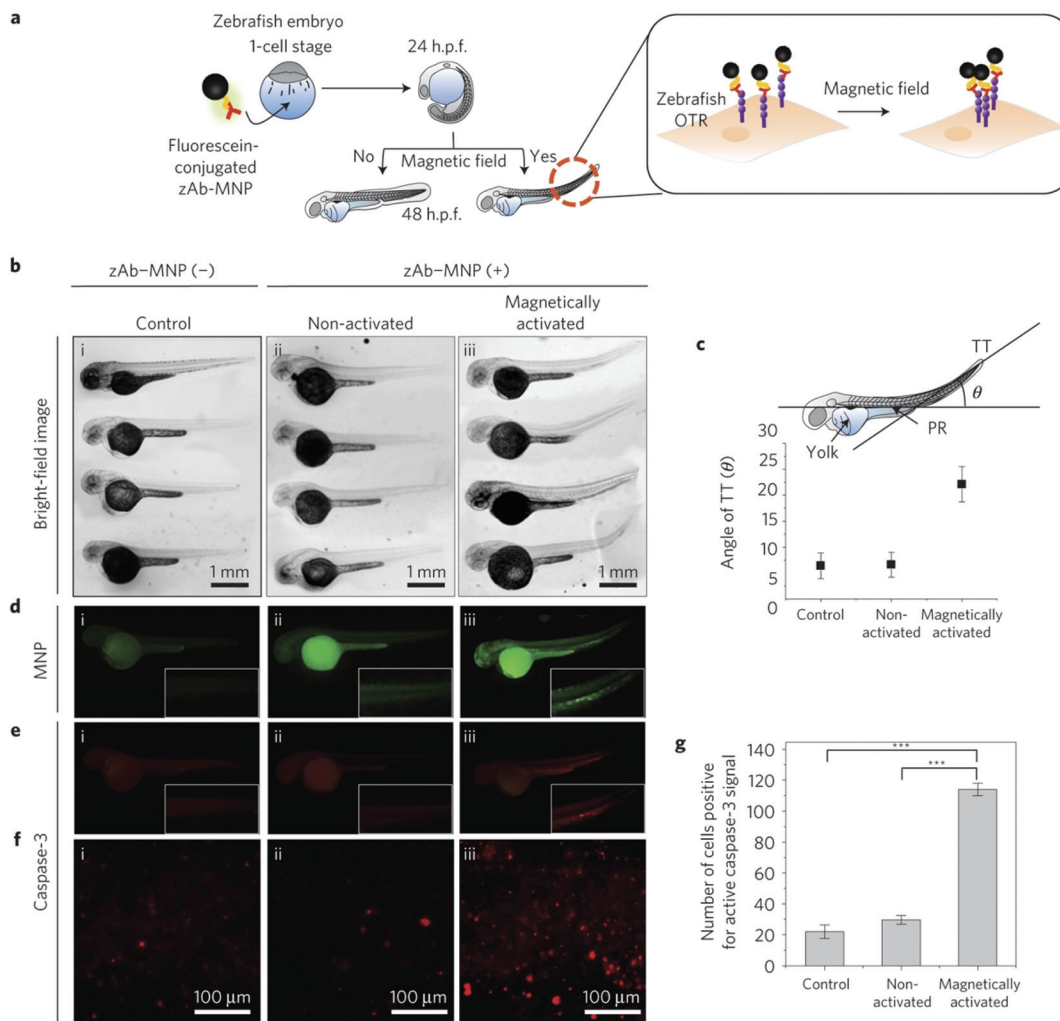 a
Zebrafish embryo
1-cell stage
24 h.p.f.
Fluorescein-
conjugated
zAb-MNP
No
Magnetic field
Yes
48 h.p.f.
Zebrafish
OTR
Magnetic field
b
zAb–MNP (–)
zAb–MNP (+)
Control
Non-activated
Magnetically
activated
Bright-field image
i
ii
iii
1 mm
1 mm
1 mm
c
TT
θ
PR
Yolk
Angle of TT (θ)
30
25
20
15
10
5
0
Control
Non-
activated
Magnetically
activated
d
MNP
i
ii
iii
e
Caspase-3
i
ii
iii
f
i
ii
iii
100 µm
100 µm
100 µm
g
Number of cells positive
for active caspase-3 signal
140
120
100
80
60
40
20
0
***
***
Control
Non-
activated
Magnetically
activated